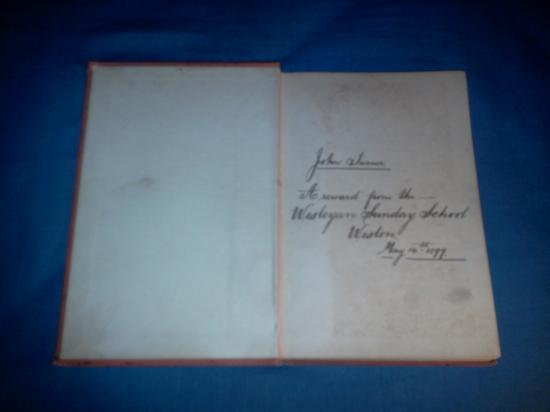 John
A reward from the
Wesleyan Sunday School
Weston
May